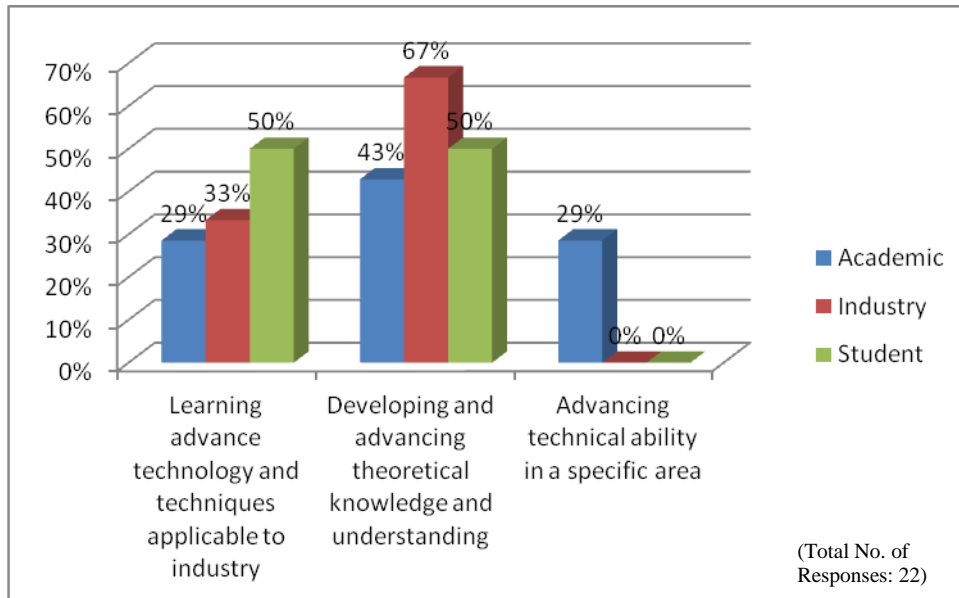 67%
70%
60%
50%
50%
50%
43%
40%
33%
29%
29%
30%
20%
10%
0%
0%
0%
Academic
Industry
Student
Learning
advance
technology and
techniques
applicable to
industry
Developing and
advancing
theoretical
knowledge and
understanding
Advancing
technical ability
in a specific area
(Total No. of
Responses: 22)